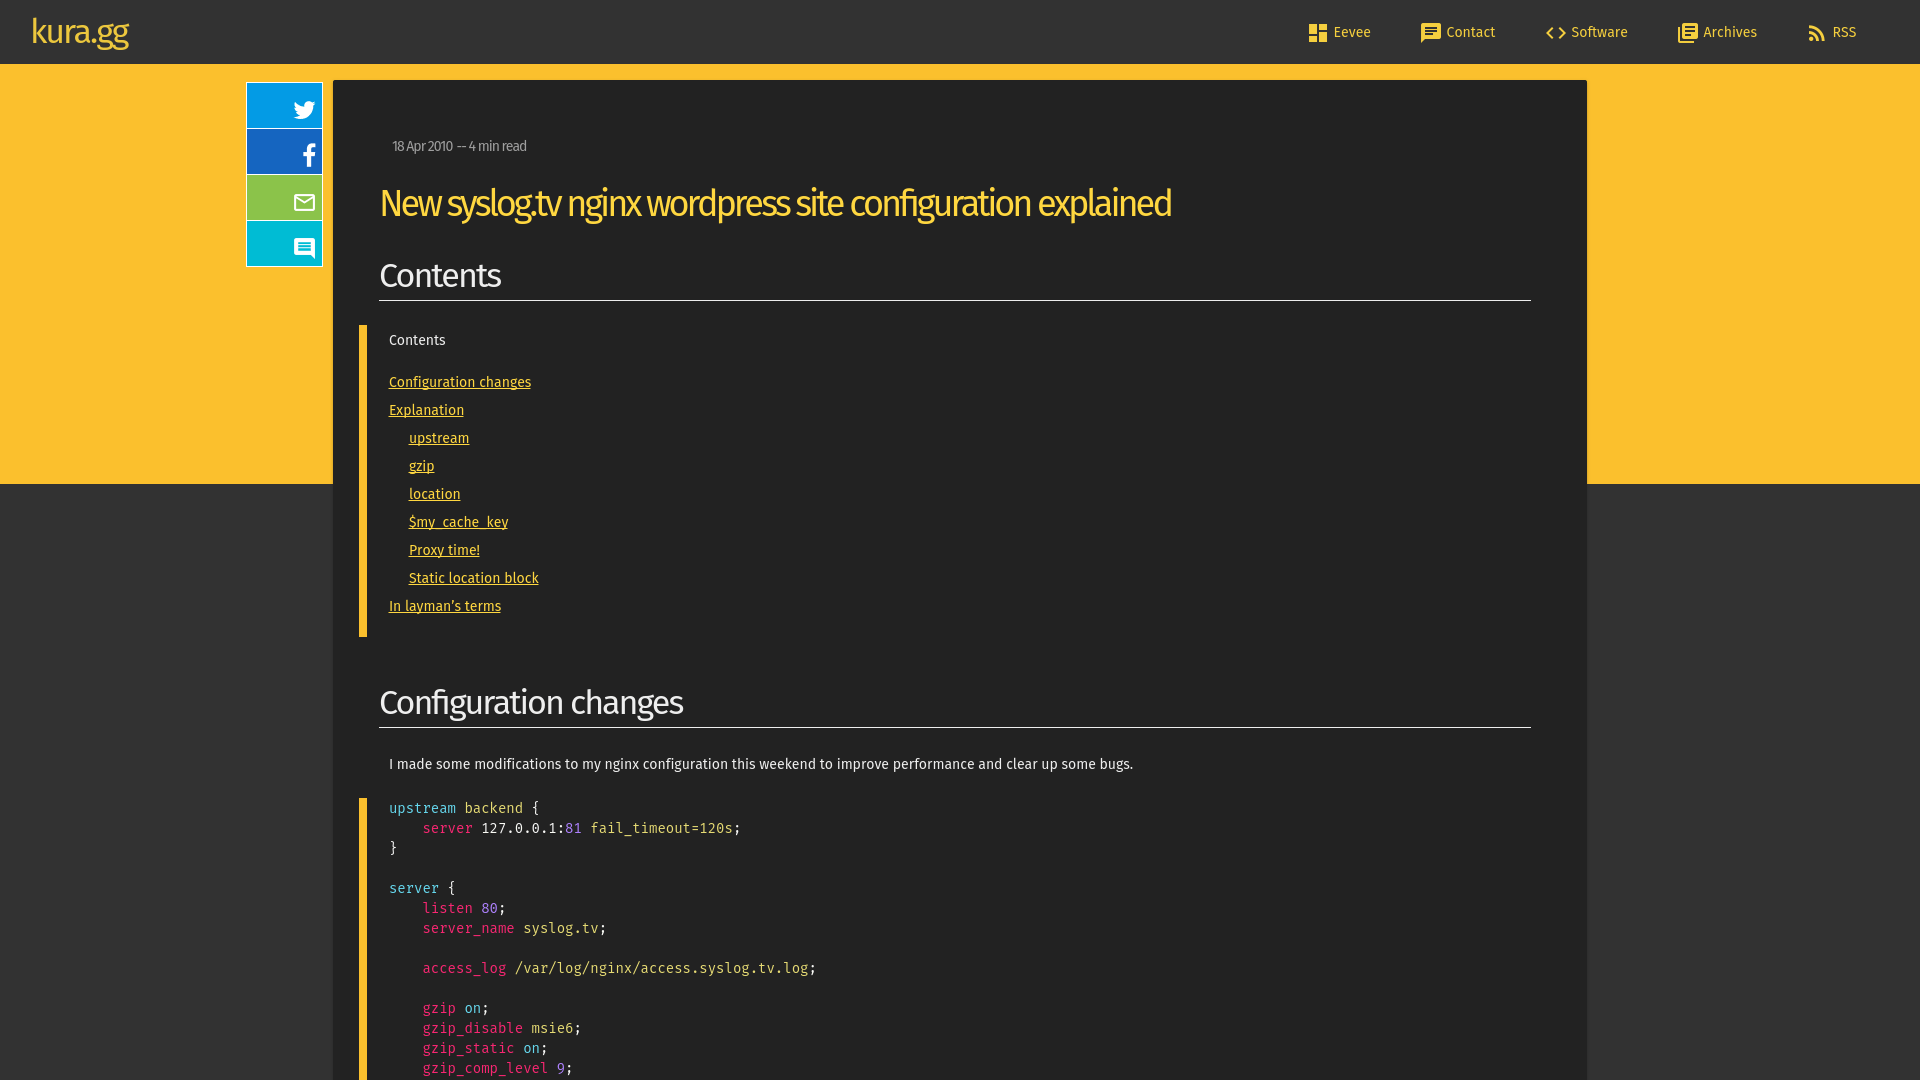 kura.gg
Eevee
Contact
Software
Archives
RSS
18 Apr 2010 -- 4 min read
New syslog.tv nginx wordpress site configuration explained
Contents
Contents
Configuration changes
Explanation
upstream
gzip
location
$my_cache_key
Proxy time!
Static location block
In layman’s terms
Configuration changes
I made some modifications to my nginx configuration this weekend to improve performance and clear up some bugs.
upstream backend {
    server 127.0.0.1:81 fail_timeout=120s;
}
server {
    listen 80;
    server_name syslog.tv;
    access_log /var/log/nginx/access.syslog.tv.log;
    gzip on;
    gzip_disable msie6;
    gzip_static on;
    gzip_comp_level 9;